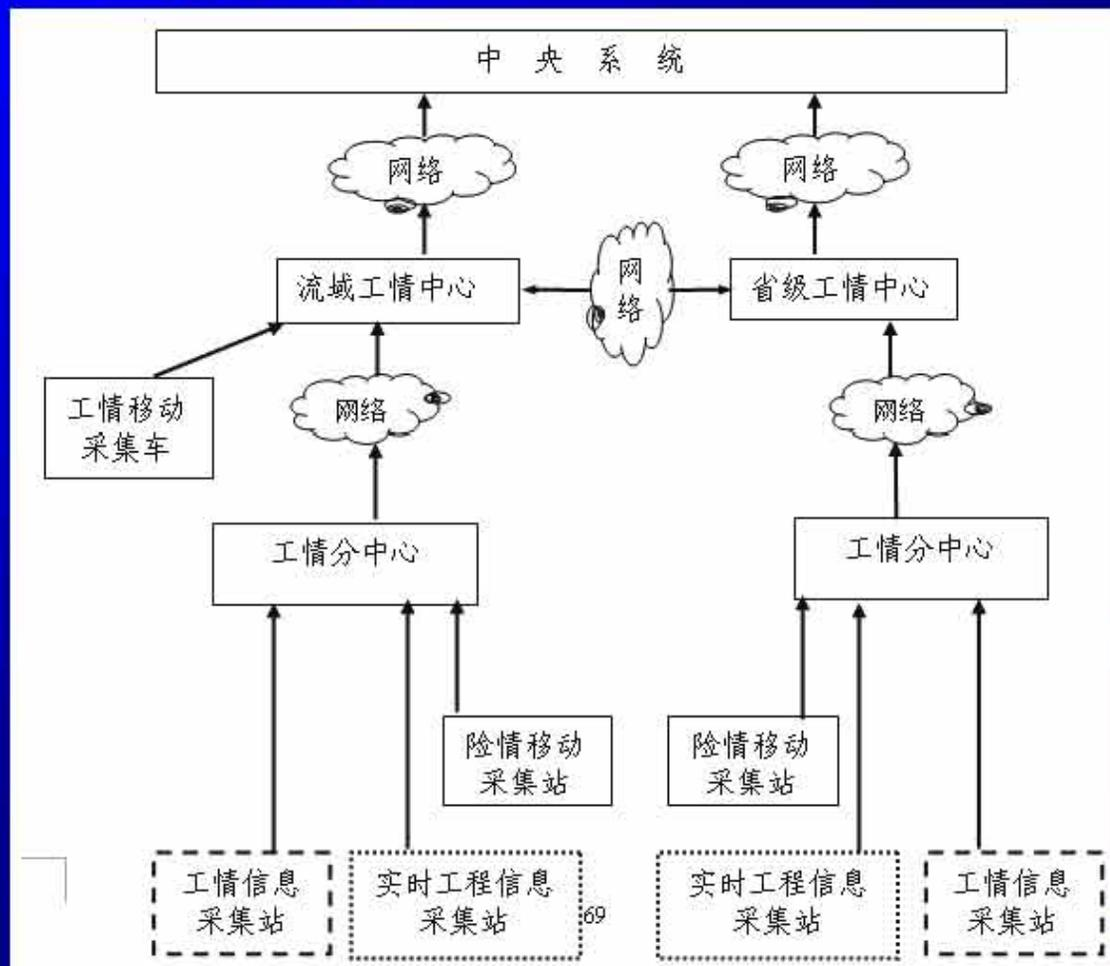 中央系统
网络
网络
流域工情中心
网
络
省级工情中心
工情移动
采集车
网络
网络
工情分中心
工情分中心
险情移动
采集站
险情移动
采集站
工情信息
采集站
实时工程信息
采集站
69
实时工程信息
采集站
工情信息
采集站